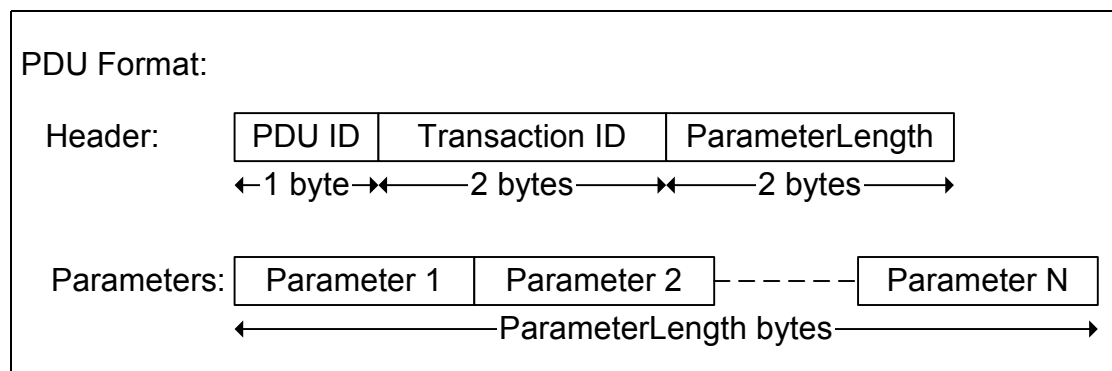 PDU Format:
Header: PDU ID Transaction ID ParameterLength
1 byte 2 bytes 2 bytes
Parameters: Parameter 1 Parameter 2 Parameter N
ParameterLength bytes